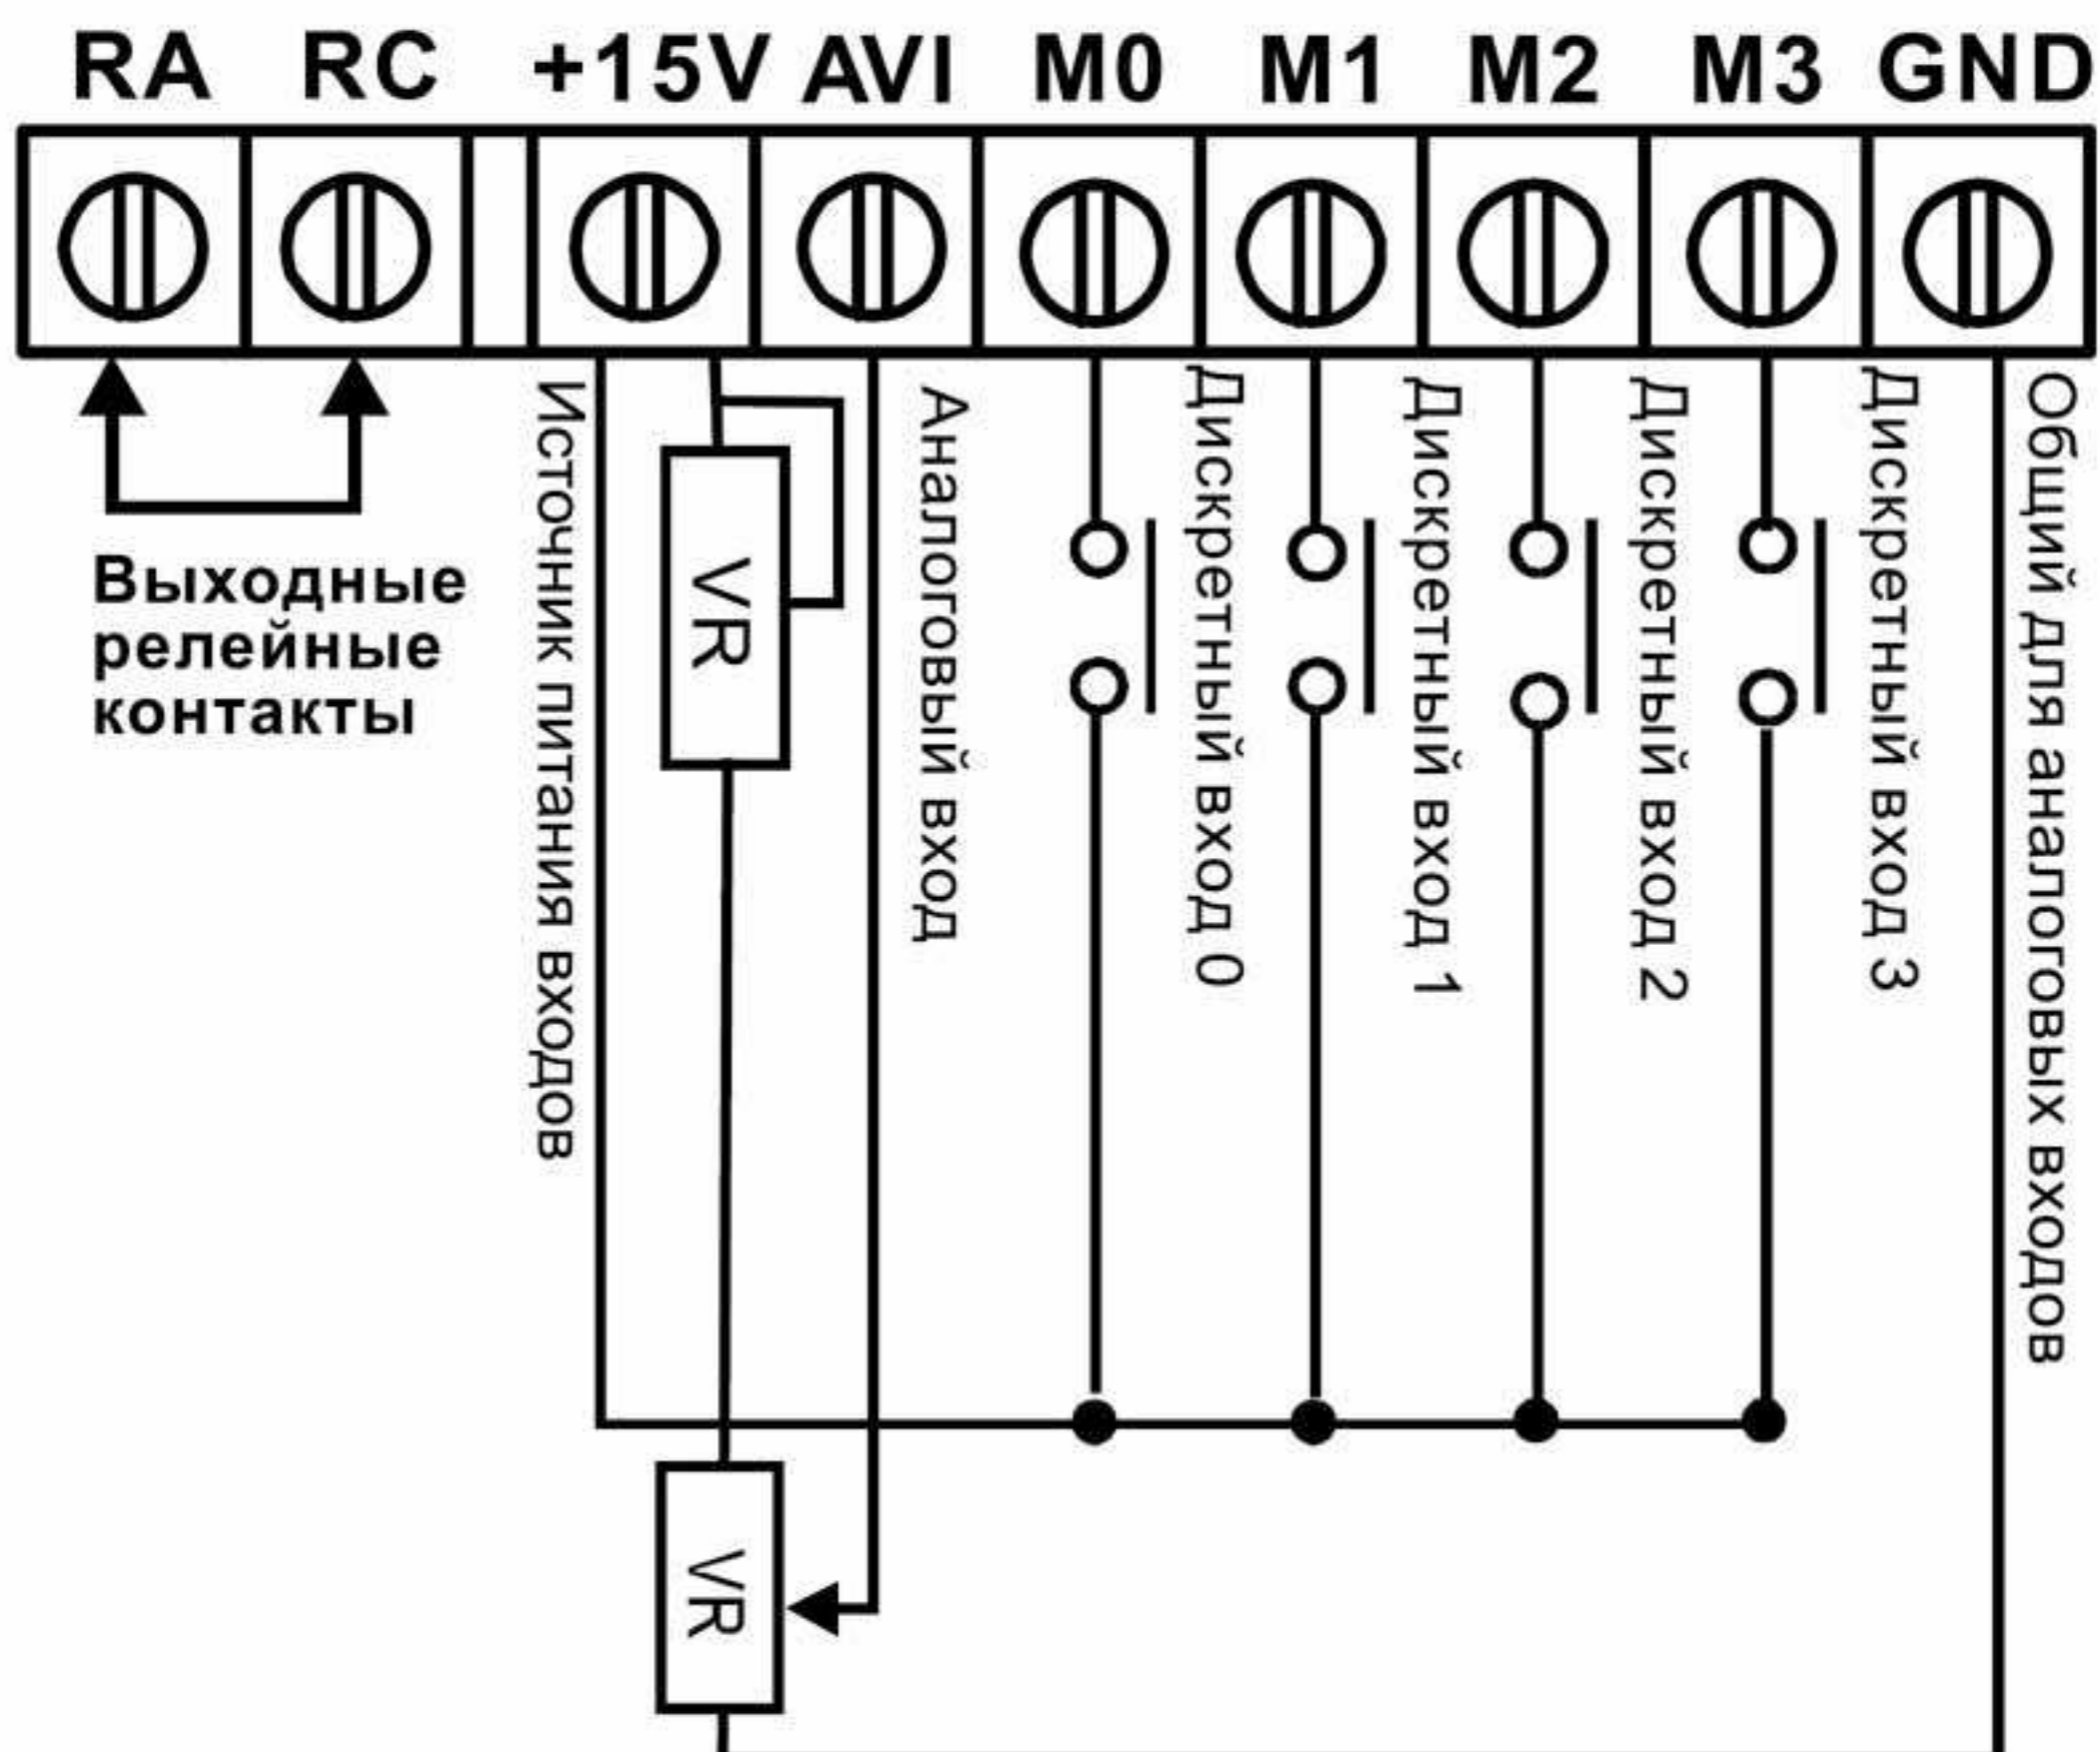 RA RC +15V AVI M0 M1 M2 M3 GND
Выходные
релейные
контакты
Источник питания входов
VR
Аналоговый вход
Дискретный вход 0
Дискретный вход 1
Дискретный вход 2
Дискретный вход 3
Общий для аналоговых входов
VR